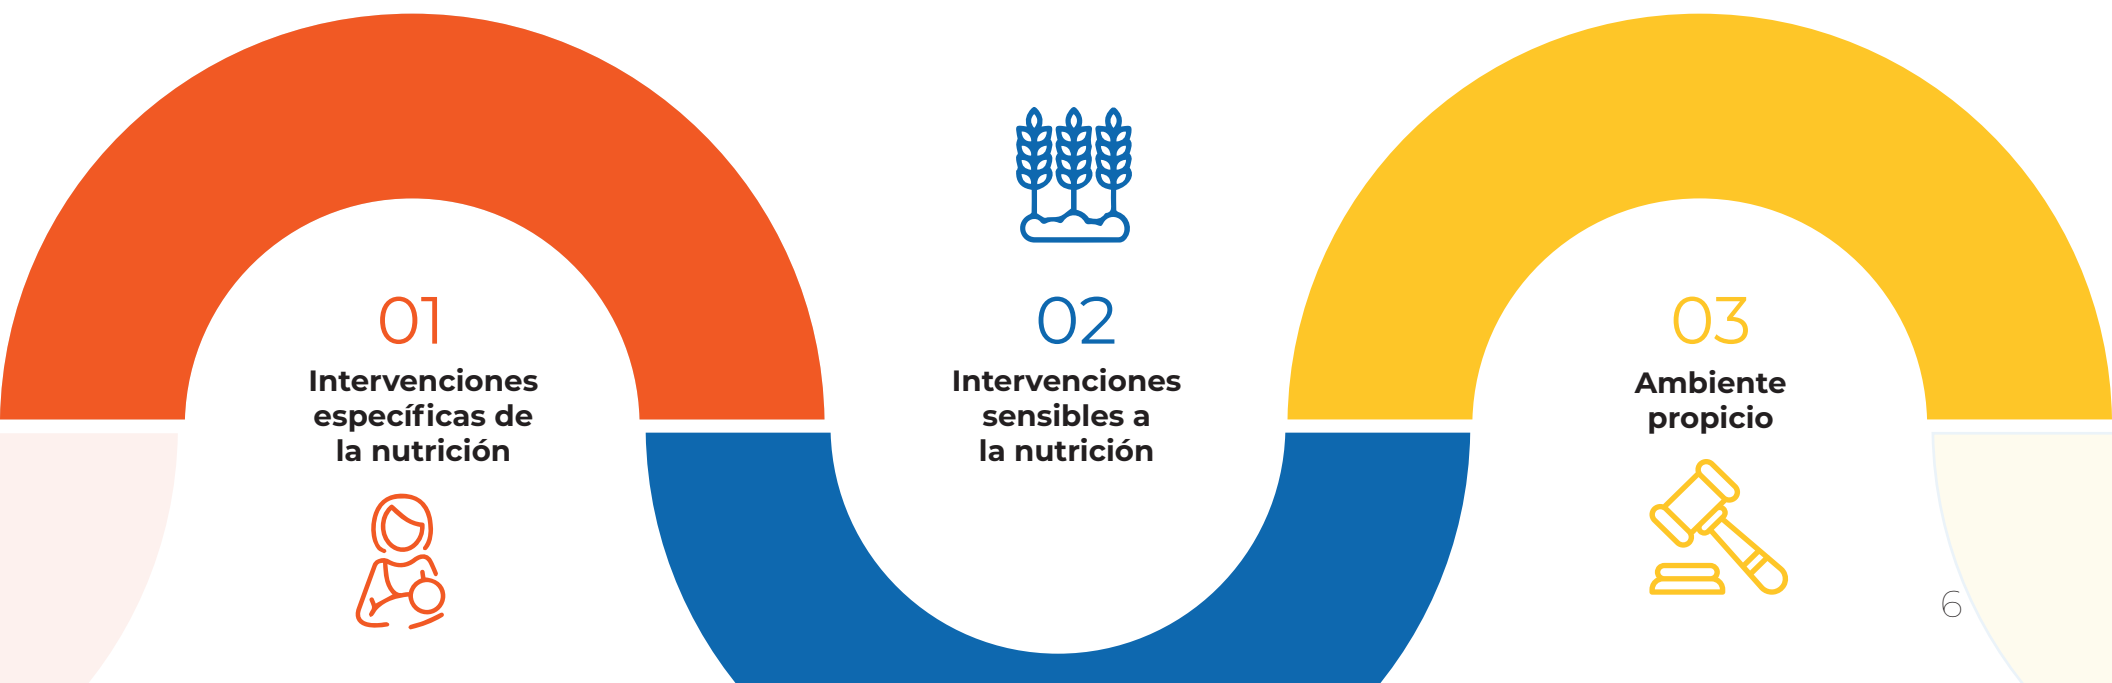 01
Intervenciones
específicas de
la nutrición
02
Intervenciones
sensibles a
la nutrición
03
Ambiente
propicio
6